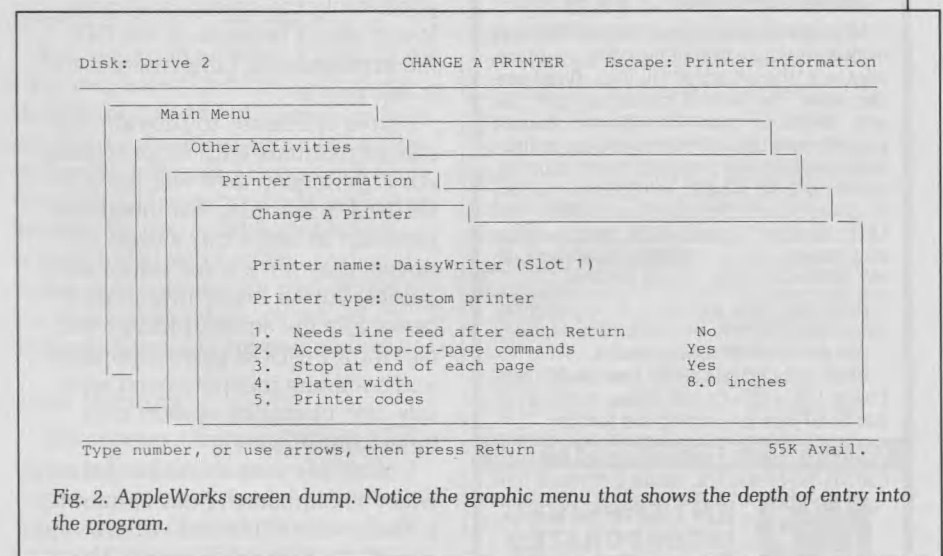 Disk: Drive 2 CHANGE A PRINTER Escape: Printer Information
Main Menu
Other Activities
Printer Information
Change A Printer
Printer name: DaisyWriter (Slot 1)
Printer type: Custom printer
1. Needs line feed after each Return No
2. Accepts top-of-page commands Yes
3. Stop at end of each page Yes
4. Platen width 8.0 inches
5. Printer codes
Type number, or use arrows, then press Return 55K Avail.
Fig. 2. AppleWorks screen dump. Notice the graphic menu that shows the depth of entry into
the program.